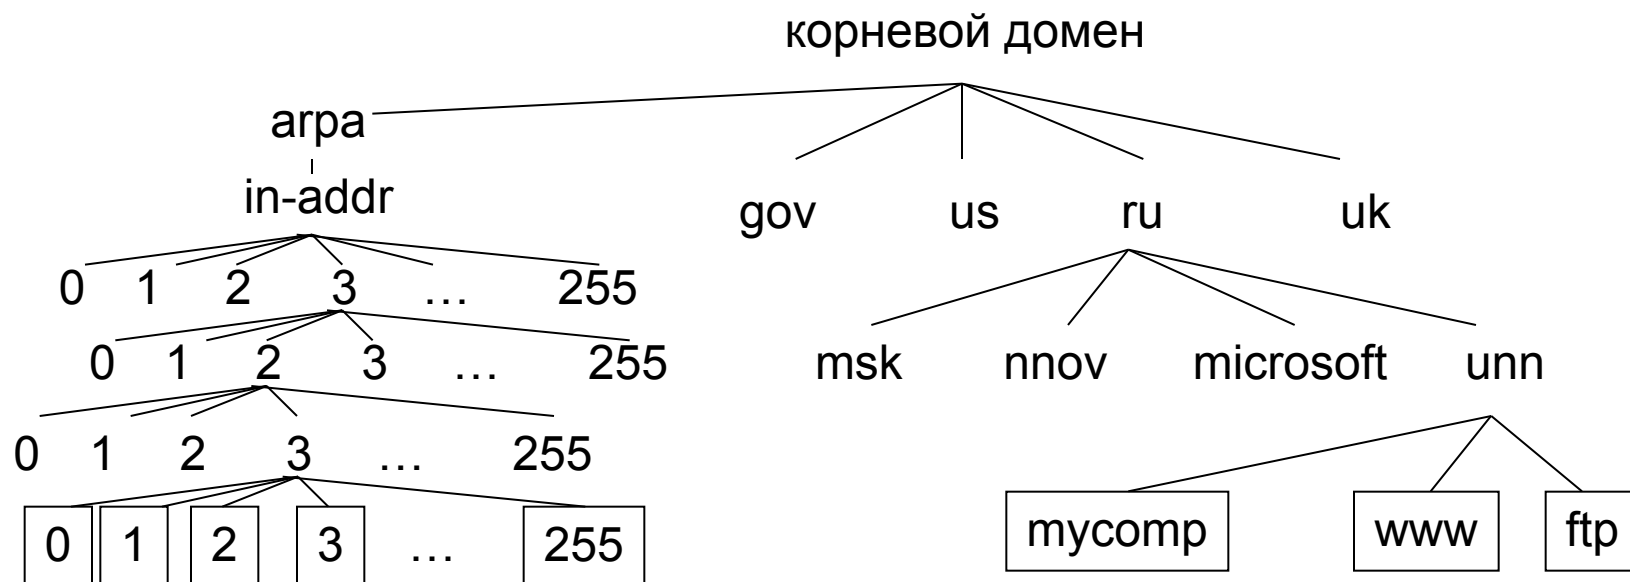 корневой домен
arpa
in-addr
gov us ru uk
0 1 2 3 … 255
0 1 2 3 … 255
msk nnov microsoft unn
0 1 2 3 … 255
0 1 2 3 … 255
mycomp www ftp